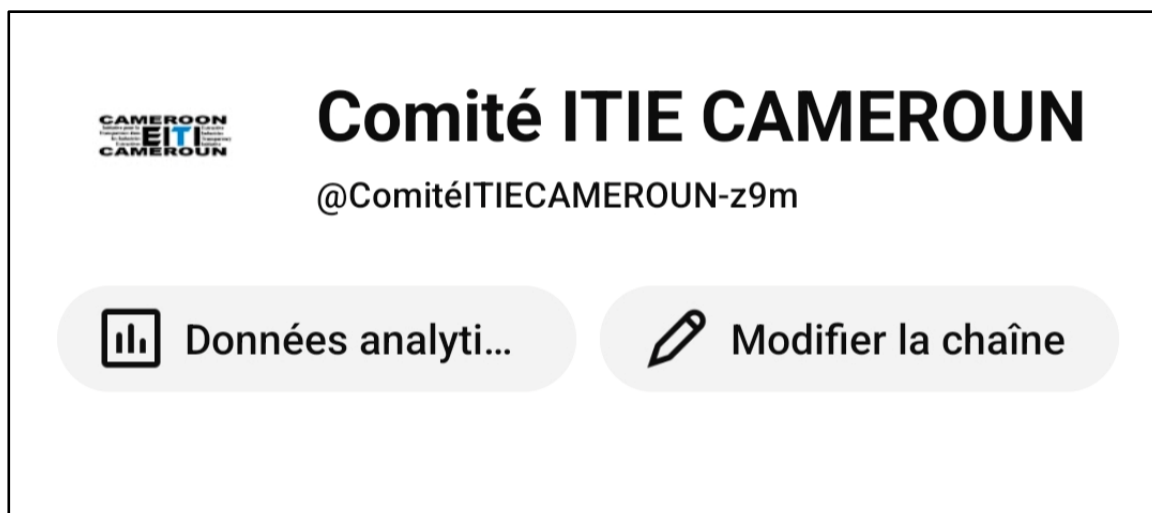 CAMEROON
EITI
CAMEROUN
Comité ITIE CAMEROUN
@ComitéITIECAMEROUN-z9m
Données analyti...
Modifier la chaîne